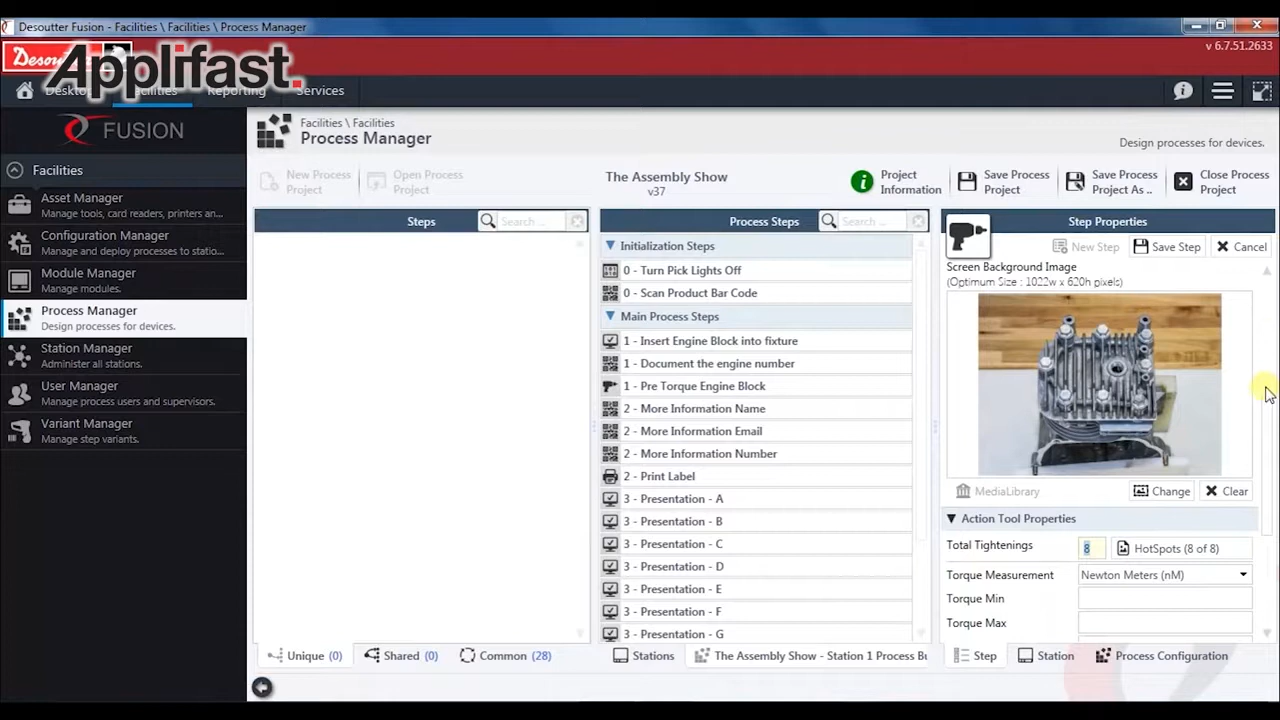 Desoutter Fusion - Facilities \ Facilities \ Process Manager
v 6.7.51.2633
Applifast.
Reporting
Services
FUSION
Facilities
Asset Manager
Manage tools, card readers, printers an...
Configuration Manager
Manage and deploy processes to statio...
Module Manager
Manage modules.
Process Manager
Design processes for devices.
Station Manager
Administer all stations.
User Manager
Manage process users and supervisors.
Variant Manager
Manage step variants.
Facilities \ Facilities
Process Manager
Design processes for devices.
New Process
Project
Open Process
Project
The Assembly Show
v37
Project
Information
Save Process
Project
Save Process
Project As ..
Close Process
Project
Steps
Search ...
Process Steps
Search ...
Initialization Steps
0 - Turn Pick Lights Off
0 - Scan Product Bar Code
Main Process Steps
1 - Insert Engine Block into fixture
1 - Document the engine number
1 - Pre Torque Engine Block
2 - More Information Name
2 - More Information Email
2 - More Information Number
2 - Print Label
3 - Presentation - A
3 - Presentation - B
3 - Presentation - C
3 - Presentation - D
3 - Presentation - E
3 - Presentation - F
3 - Presentation - G
Step Properties
New Step
Save Step
Cancel
Screen Background Image
(Optimum Size : 1022w x 620h pixels)
MediaLibrary
Change
Clear
Action Tool Properties
Total Tightenings
8
HotSpots (8 of 8)
Torque Measurement
Newton Meters (nM)
Torque Min
Torque Max
Unique (0)
Shared (0)
Common (28)
Stations
The Assembly Show - Station 1 Process Bu
Step
Station
Process Configuration